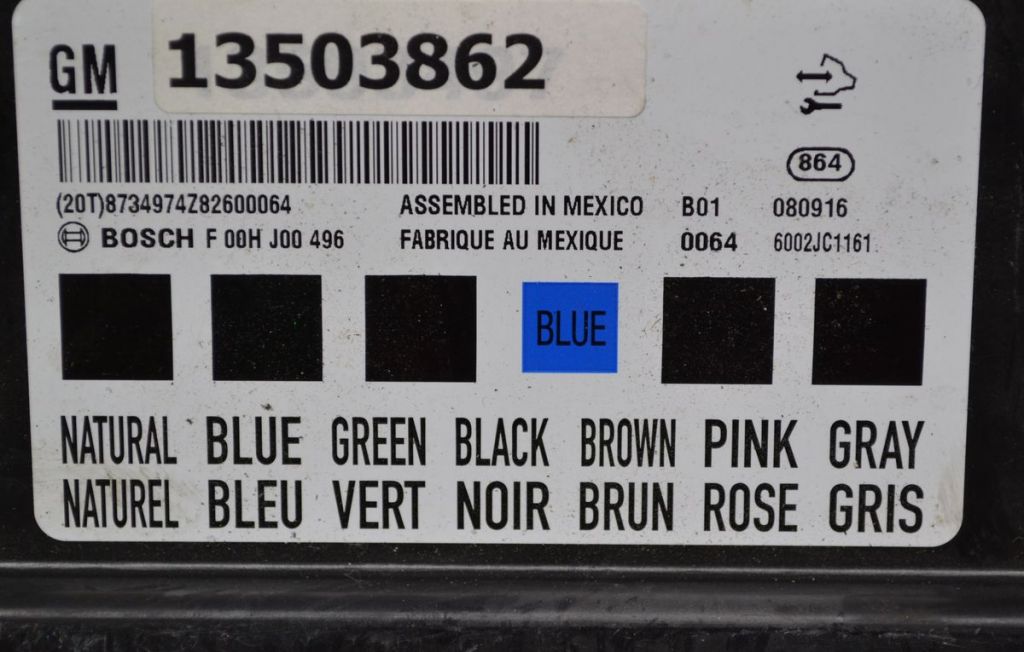 GM 13503862
864
(20T)8734974Z82600064 ASSEMBLED IN MEXICO B01 080916
BOSCH F 00H J00 496 FABRIQUE AU MEXIQUE 0064 6002JC1161
BLUE
NATURAL BLUE GREEN BLACK BROWN PINK GRAY
NATUREL BLEU VERT NOIR BRUN ROSE GRIS